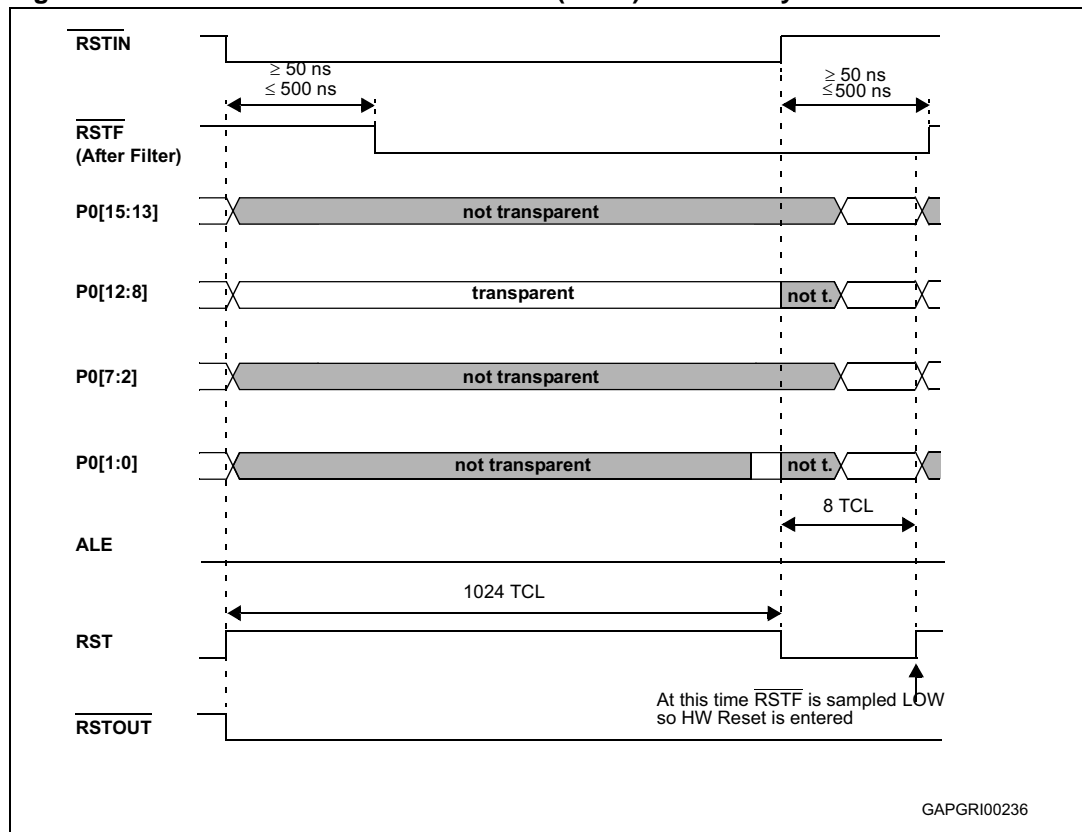 RSTIN
≥ 50 ns
≤ 500 ns
≥ 50 ns
≤500 ns
RSTF
(After Filter)
P0[15:13]
not transparent
P0[12:8]
transparent
not t.
P0[7:2]
not transparent
P0[1:0]
not transparent
not t.
8 TCL
ALE
1024 TCL
RST
At this time RSTF is sampled LOW
so HW Reset is entered
RSTOUT
GAPGRI00236